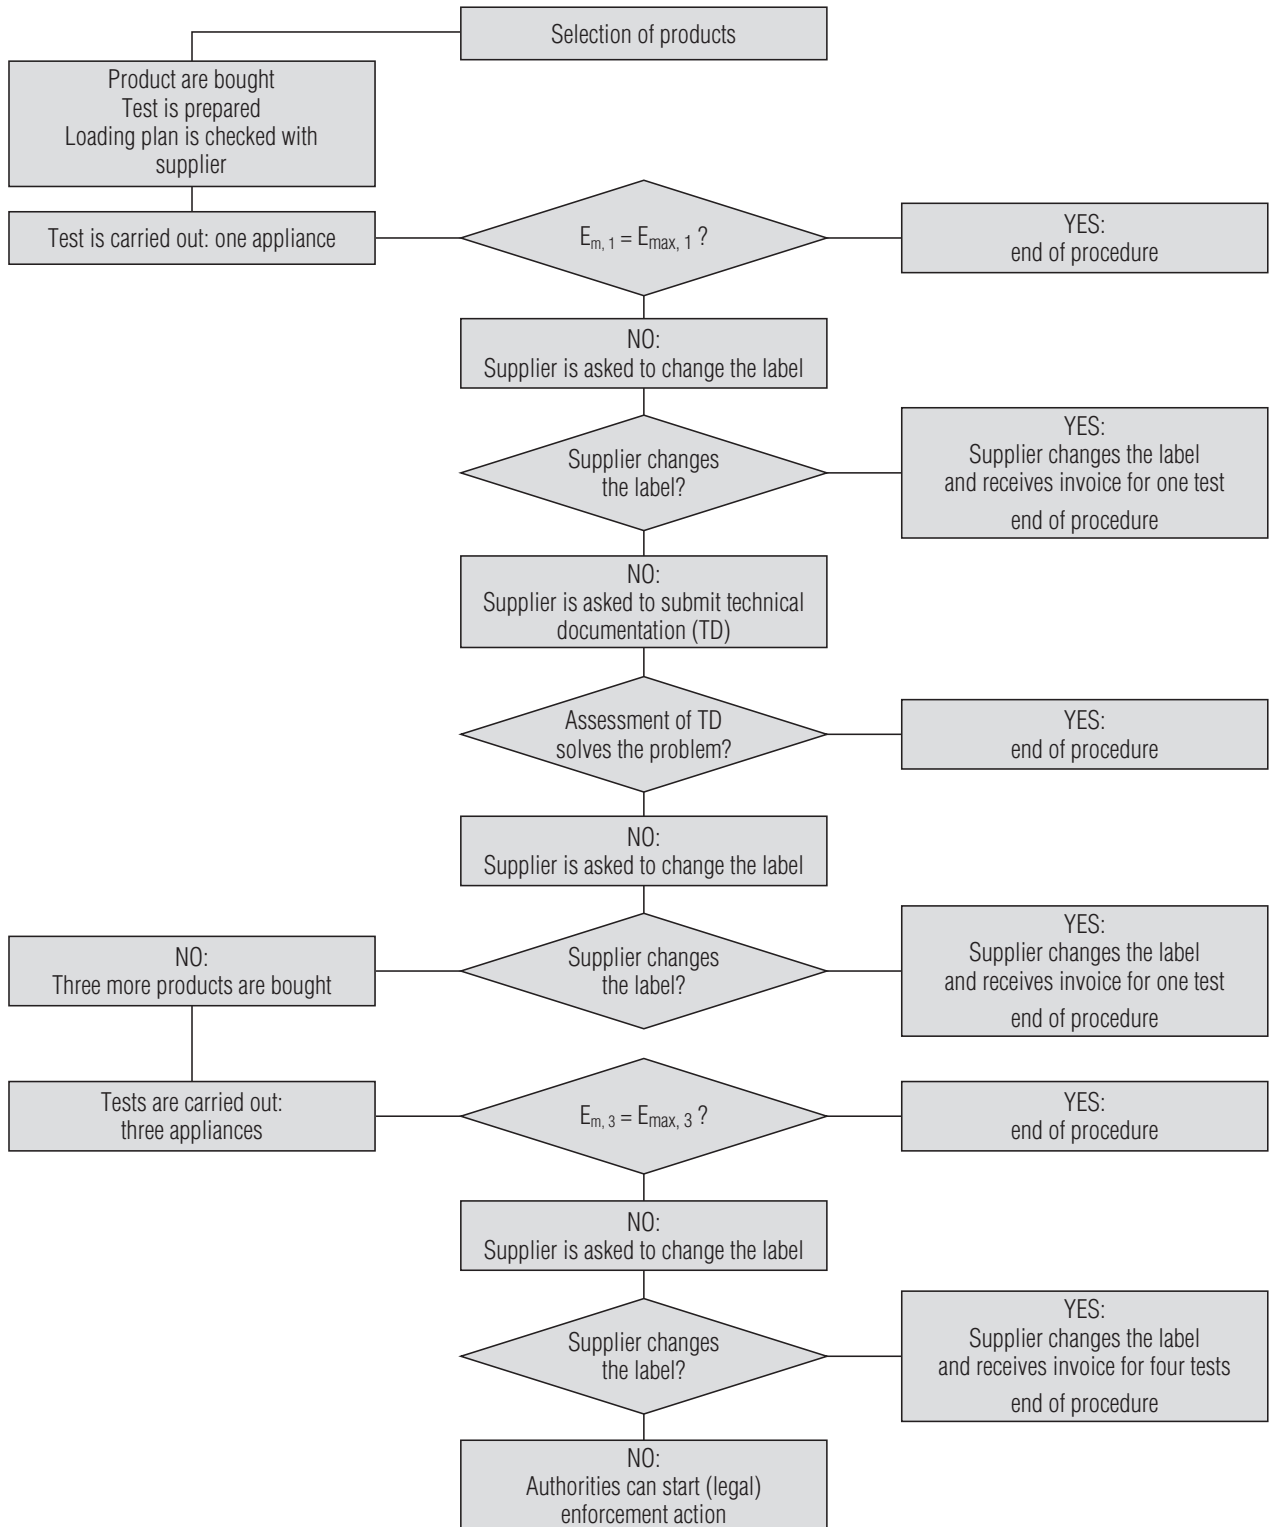 Selection of products
Product are bought
Test is prepared
Loading plan is checked with
supplier
Test is carried out: one appliance
Em, 1 = Emax, 1 ?
YES:
end of procedure
NO:
Supplier is asked to change the label
Supplier changes
the label?
YES:
Supplier changes the label
and receives invoice for one test
end of procedure
NO:
Supplier is asked to submit technical
documentation (TD)
Assessment of TD
solves the problem?
YES:
end of procedure
NO:
Supplier is asked to change the label
Supplier changes
the label?
YES:
Supplier changes the label
and receives invoice for one test
end of procedure
NO:
Three more products are bought
Tests are carried out:
three appliances
Em, 3 = Emax, 3 ?
YES:
end of procedure
NO:
Supplier is asked to change the label
Supplier changes
the label?
YES:
Supplier changes the label
and receives invoice for four tests
end of procedure
NO:
Authorities can start (legal)
enforcement action